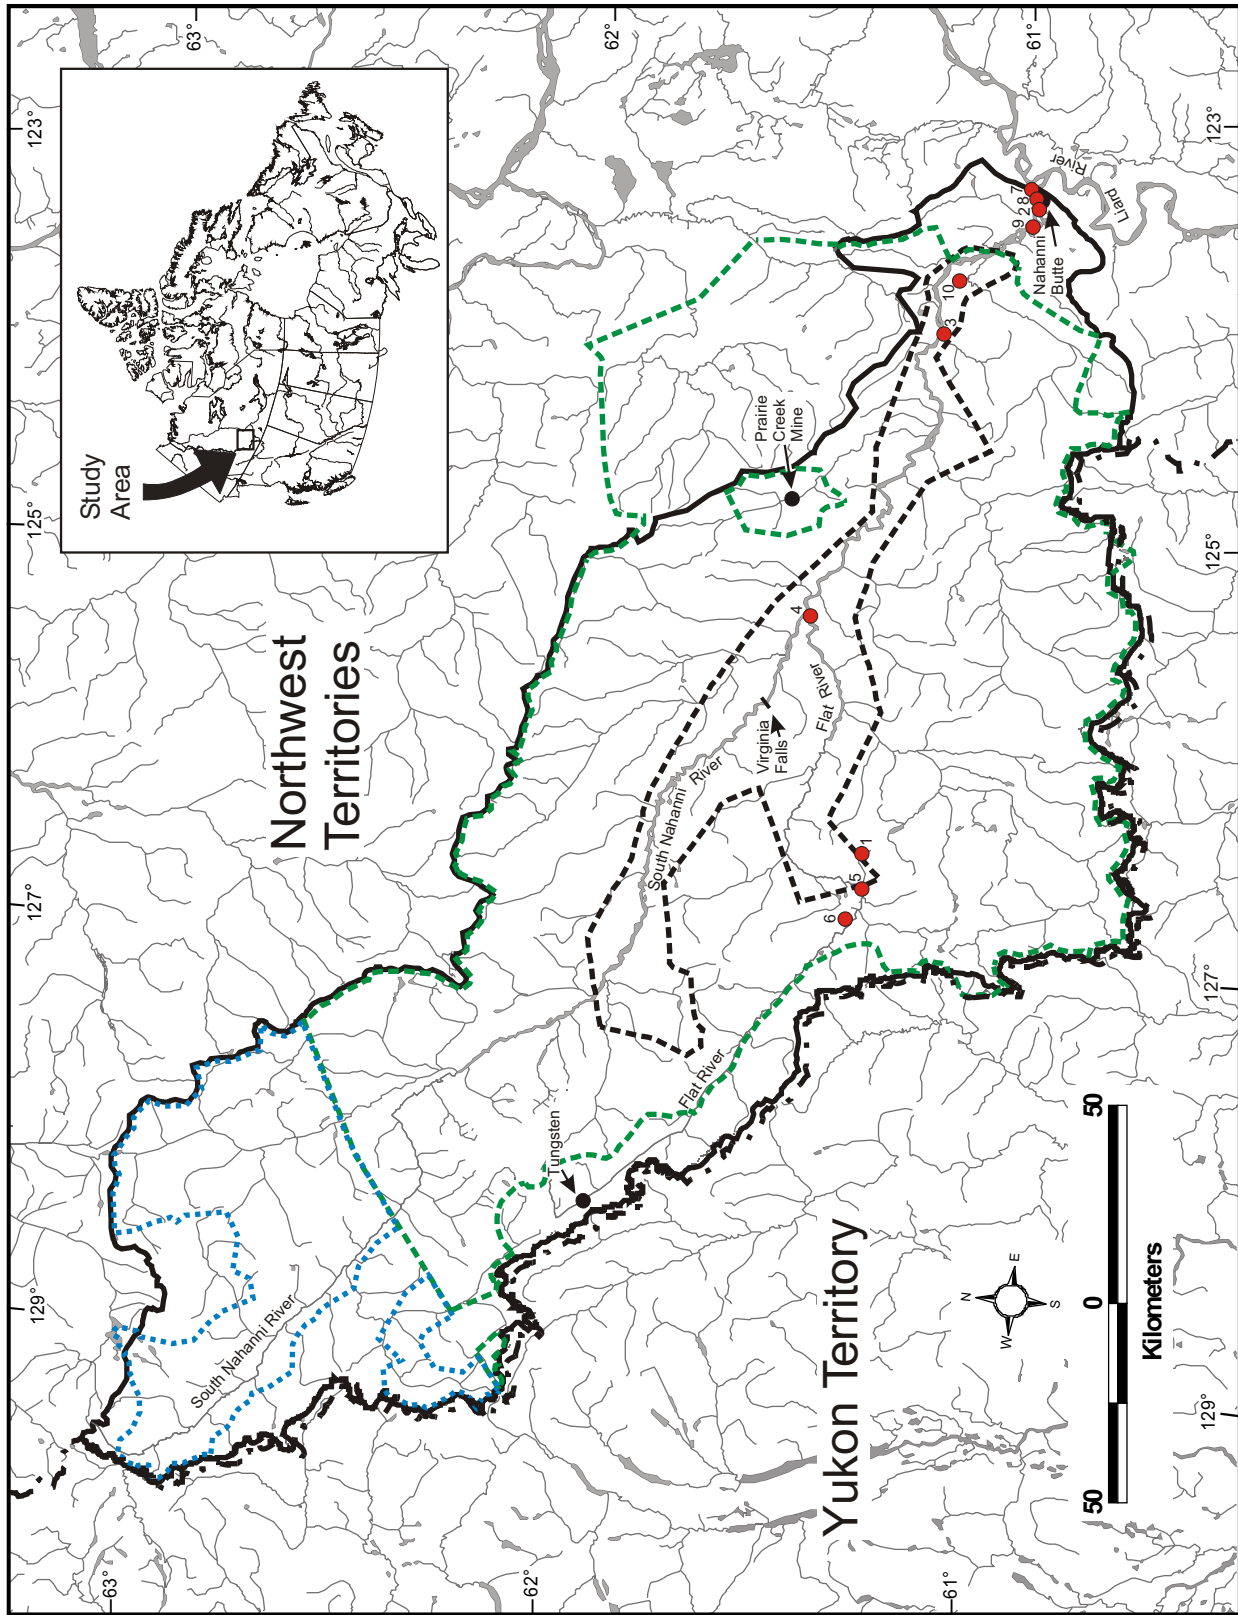 129°
127°
125°
123°
63°
63°
62°
62°
61°
61°
129°
127°
125°
123°
Study
Area
Northwest
Territories
Yukon Territory
South Nahanni River
South Nahanni River
Tungsten
Flat River
Flat River
Virginia
Falls
Prairie
Creek
Mine
Nahanni
Butte
Liard
River
6
5
1
4
3
10
9
2
8
7
N
W
E
S
50
0
50
Kilometers